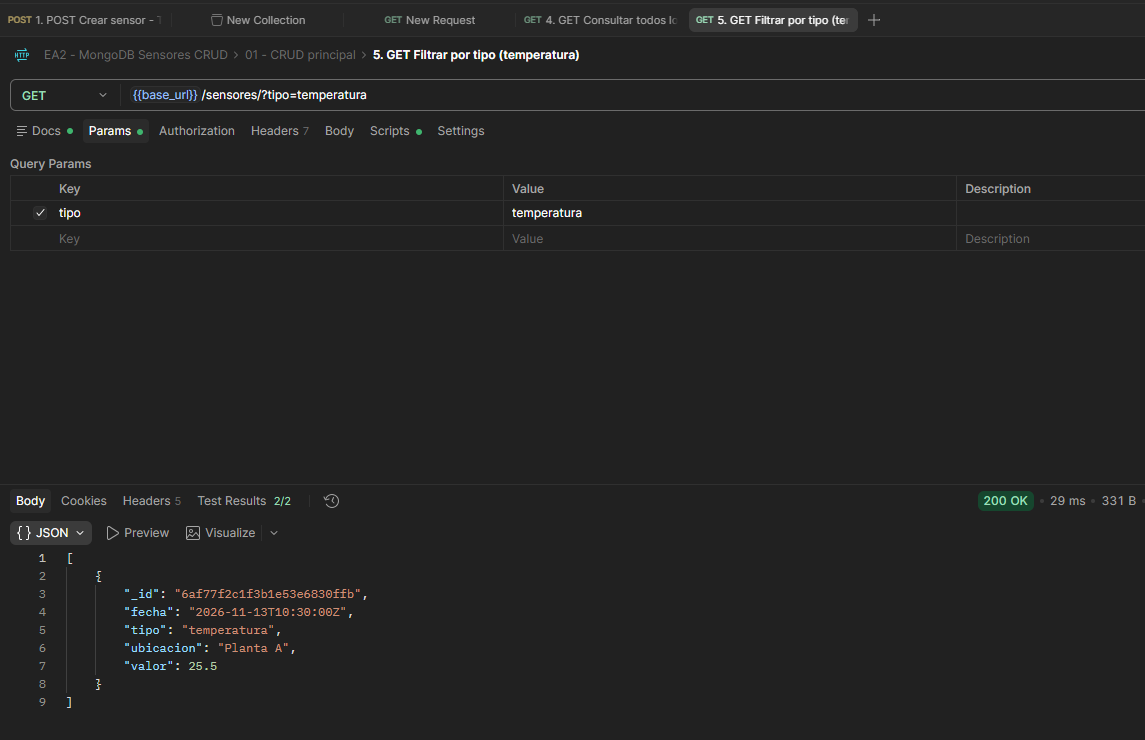 POST 1. POST Crear sensor - New Collection GET New Request GET 4. GET Consultar todos lo GET 5. GET Filtrar por tipo (ter
HTTP EA2 - MongoDB Sensores CRUD > 01 - CRUD principal > 5. GET Filtrar por tipo (temperatura)
GET {{base_url}} /sensores/?tipo=temperatura
Docs Params Authorization Headers 7 Body Scripts Settings
Query Params
Key Value Description
tipo temperatura
Key Value Description
Body Cookies Headers 5 Test Results 2/2 200 OK 29 ms 331 B
{} JSON Preview Visualize
1 [
2 {
3 "_id": "6af77f2c1f3b1e53e6830ffb",
4 "fecha": "2026-11-13T10:30:00Z",
5 "tipo": "temperatura",
6 "ubicacion": "Planta A",
7 "valor": 25.5
8 }
9 ]